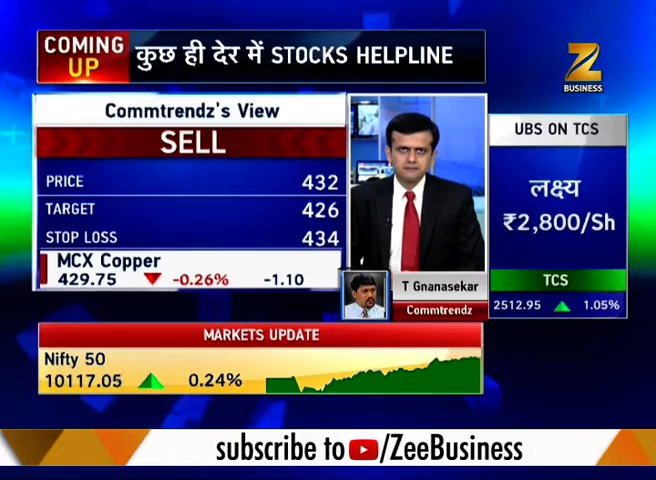 COMING UP
कुछ ही देर में STOCKS HELPLINE
Z
BUSINESS
Commtrendz's View
SELL
PRICE 432
TARGET 426
STOP LOSS 434
MCX Copper
429.75 -0.26% -1.10
T Gnanasekar
Commtrendz
UBS ON TCS
लक्ष्य
₹2,800/Sh
TCS
2512.95 1.05%
MARKETS UPDATE
Nifty 50
10117.05 0.24%
subscribe to /ZeeBusiness